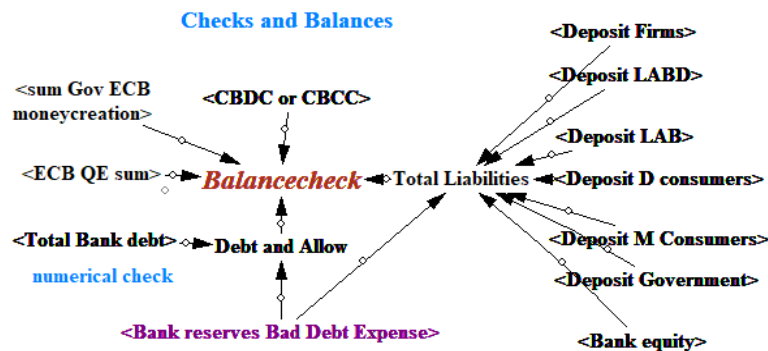 Checks and Balances
<Deposit Firms>
<Deposit LABD>
<sum Gov ECB
moneycreation>
<CBDC or CBCC>
<Deposit LAB>
<ECB QE sum>
Balancecheck
Total Liabilities
<Deposit D consumers>
<Total Bank debt>
Debt and Allow
<Deposit M Consumers>
numerical check
<Deposit Government>
<Bank reserves Bad Debt Expense>
<Bank equity>